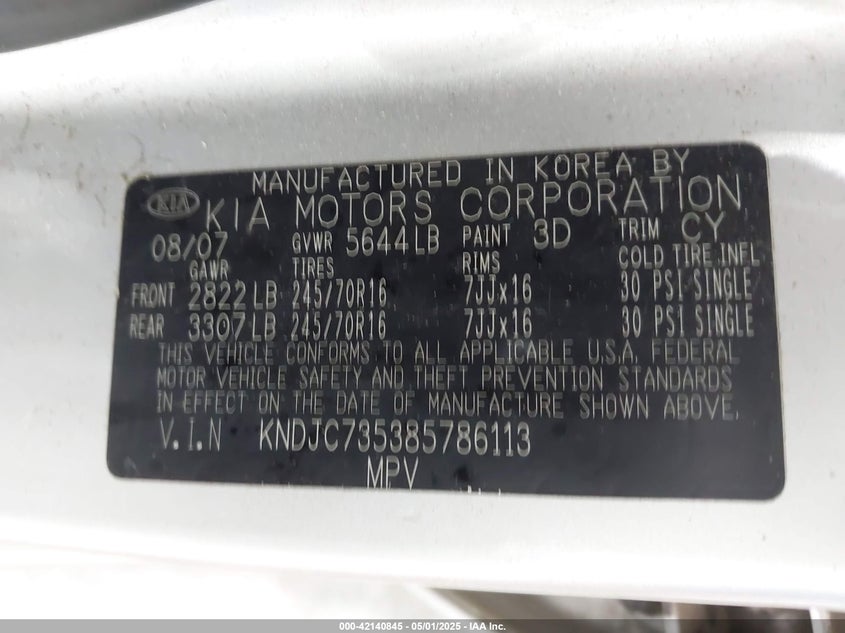 MANUFACTURED IN KOREA BY
KIA KIA MOTORS CORPORATION
08/07 GVWR 5644LB PAINT 3D TRIM CY
GAWR TIRES RIMS COLD TIRE INFL
FRONT 2822LB 245/70R16 7JJx16 30 PSI SINGLE
REAR 3307LB 245/70R16 7JJx16 30 PSI SINGLE
THIS VEHICLE CONFORMS TO ALL APPLICABLE U.S.A. FEDERAL
MOTOR VEHICLE SAFETY AND THEFT PREVENTION STANDARDS
IN EFFECT ON THE DATE OF MANUFACTURE SHOWN ABOVE.
V.I.N KNDJC735385786113
MPV
000-42140845 - 05/01/2025 - IAAI, Inc.